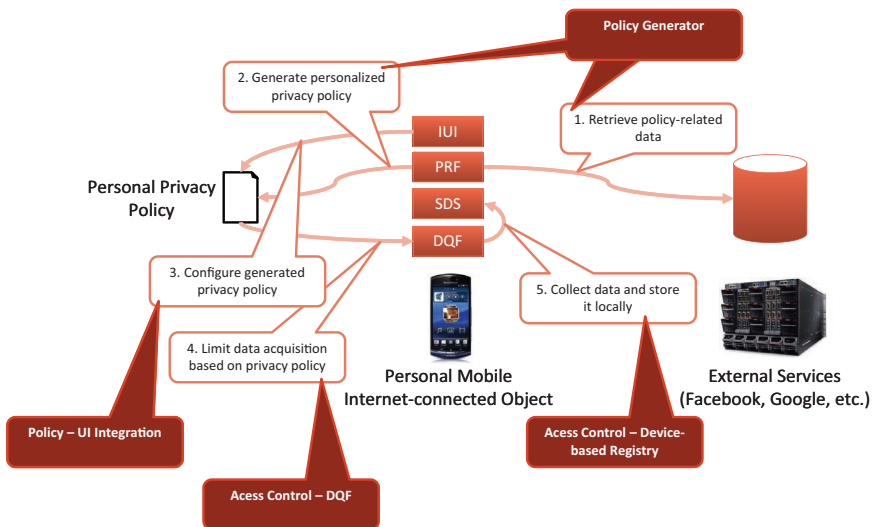 Policy Generator
2. Generate personalized
privacy policy
1. Retrieve policy-related
data
IUI
PRF
SDS
DQF
Personal Privacy
Policy
3. Configure generated
privacy policy
5. Collect data and store
it locally
4. Limit data acquisition
based on privacy policy
Personal Mobile
Internet-connected Object
External Services
(Facebook, Google, etc.)
Policy – UI Integration
Acess Control – Device-
based Registry
Acess Control – DQF